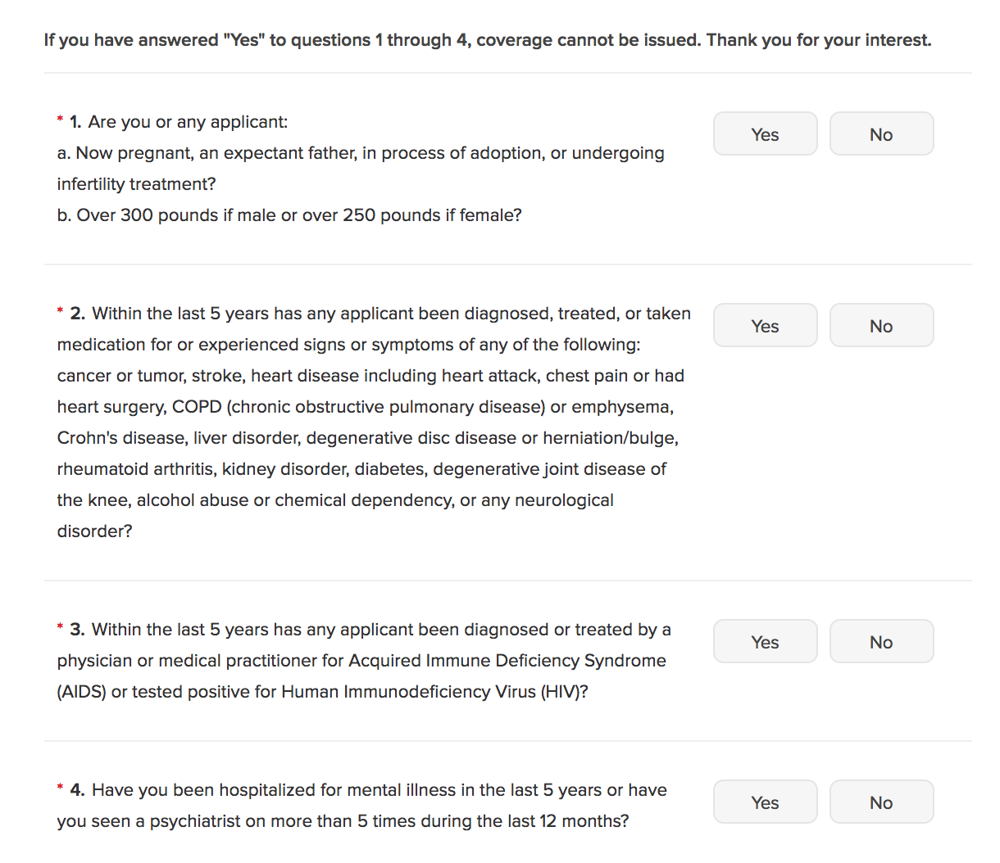 If you have answered "Yes" to questions 1 through 4, coverage cannot be issued. Thank you for your interest.
* 1. Are you or any applicant:
Yes
No
a. Now pregnant, an expectant father, in process of adoption, or undergoing
infertility treatment?
b. Over 300 pounds if male or over 250 pounds if female?
* 2. Within the last 5 years has any applicant been diagnosed, treated, or taken
Yes
No
medication for or experienced signs or symptoms of any of the following:
cancer or tumor, stroke, heart disease including heart attack, chest pain or had
heart surgery, COPD (chronic obstructive pulmonary disease) or emphysema,
Crohn's disease, liver disorder, degenerative disc disease or herniation/bulge,
rheumatoid arthritis, kidney disorder, diabetes, degenerative joint disease of
the knee, alcohol abuse or chemical dependency, or any neurological
disorder?
* 3. Within the last 5 years has any applicant been diagnosed or treated by a
Yes
No
physician or medical practitioner for Acquired Immune Deficiency Syndrome
(AIDS) or tested positive for Human Immunodeficiency Virus (HIV)?
* 4. Have you been hospitalized for mental illness in the last 5 years or have
Yes
No
you seen a psychiatrist on more than 5 times during the last 12 months?